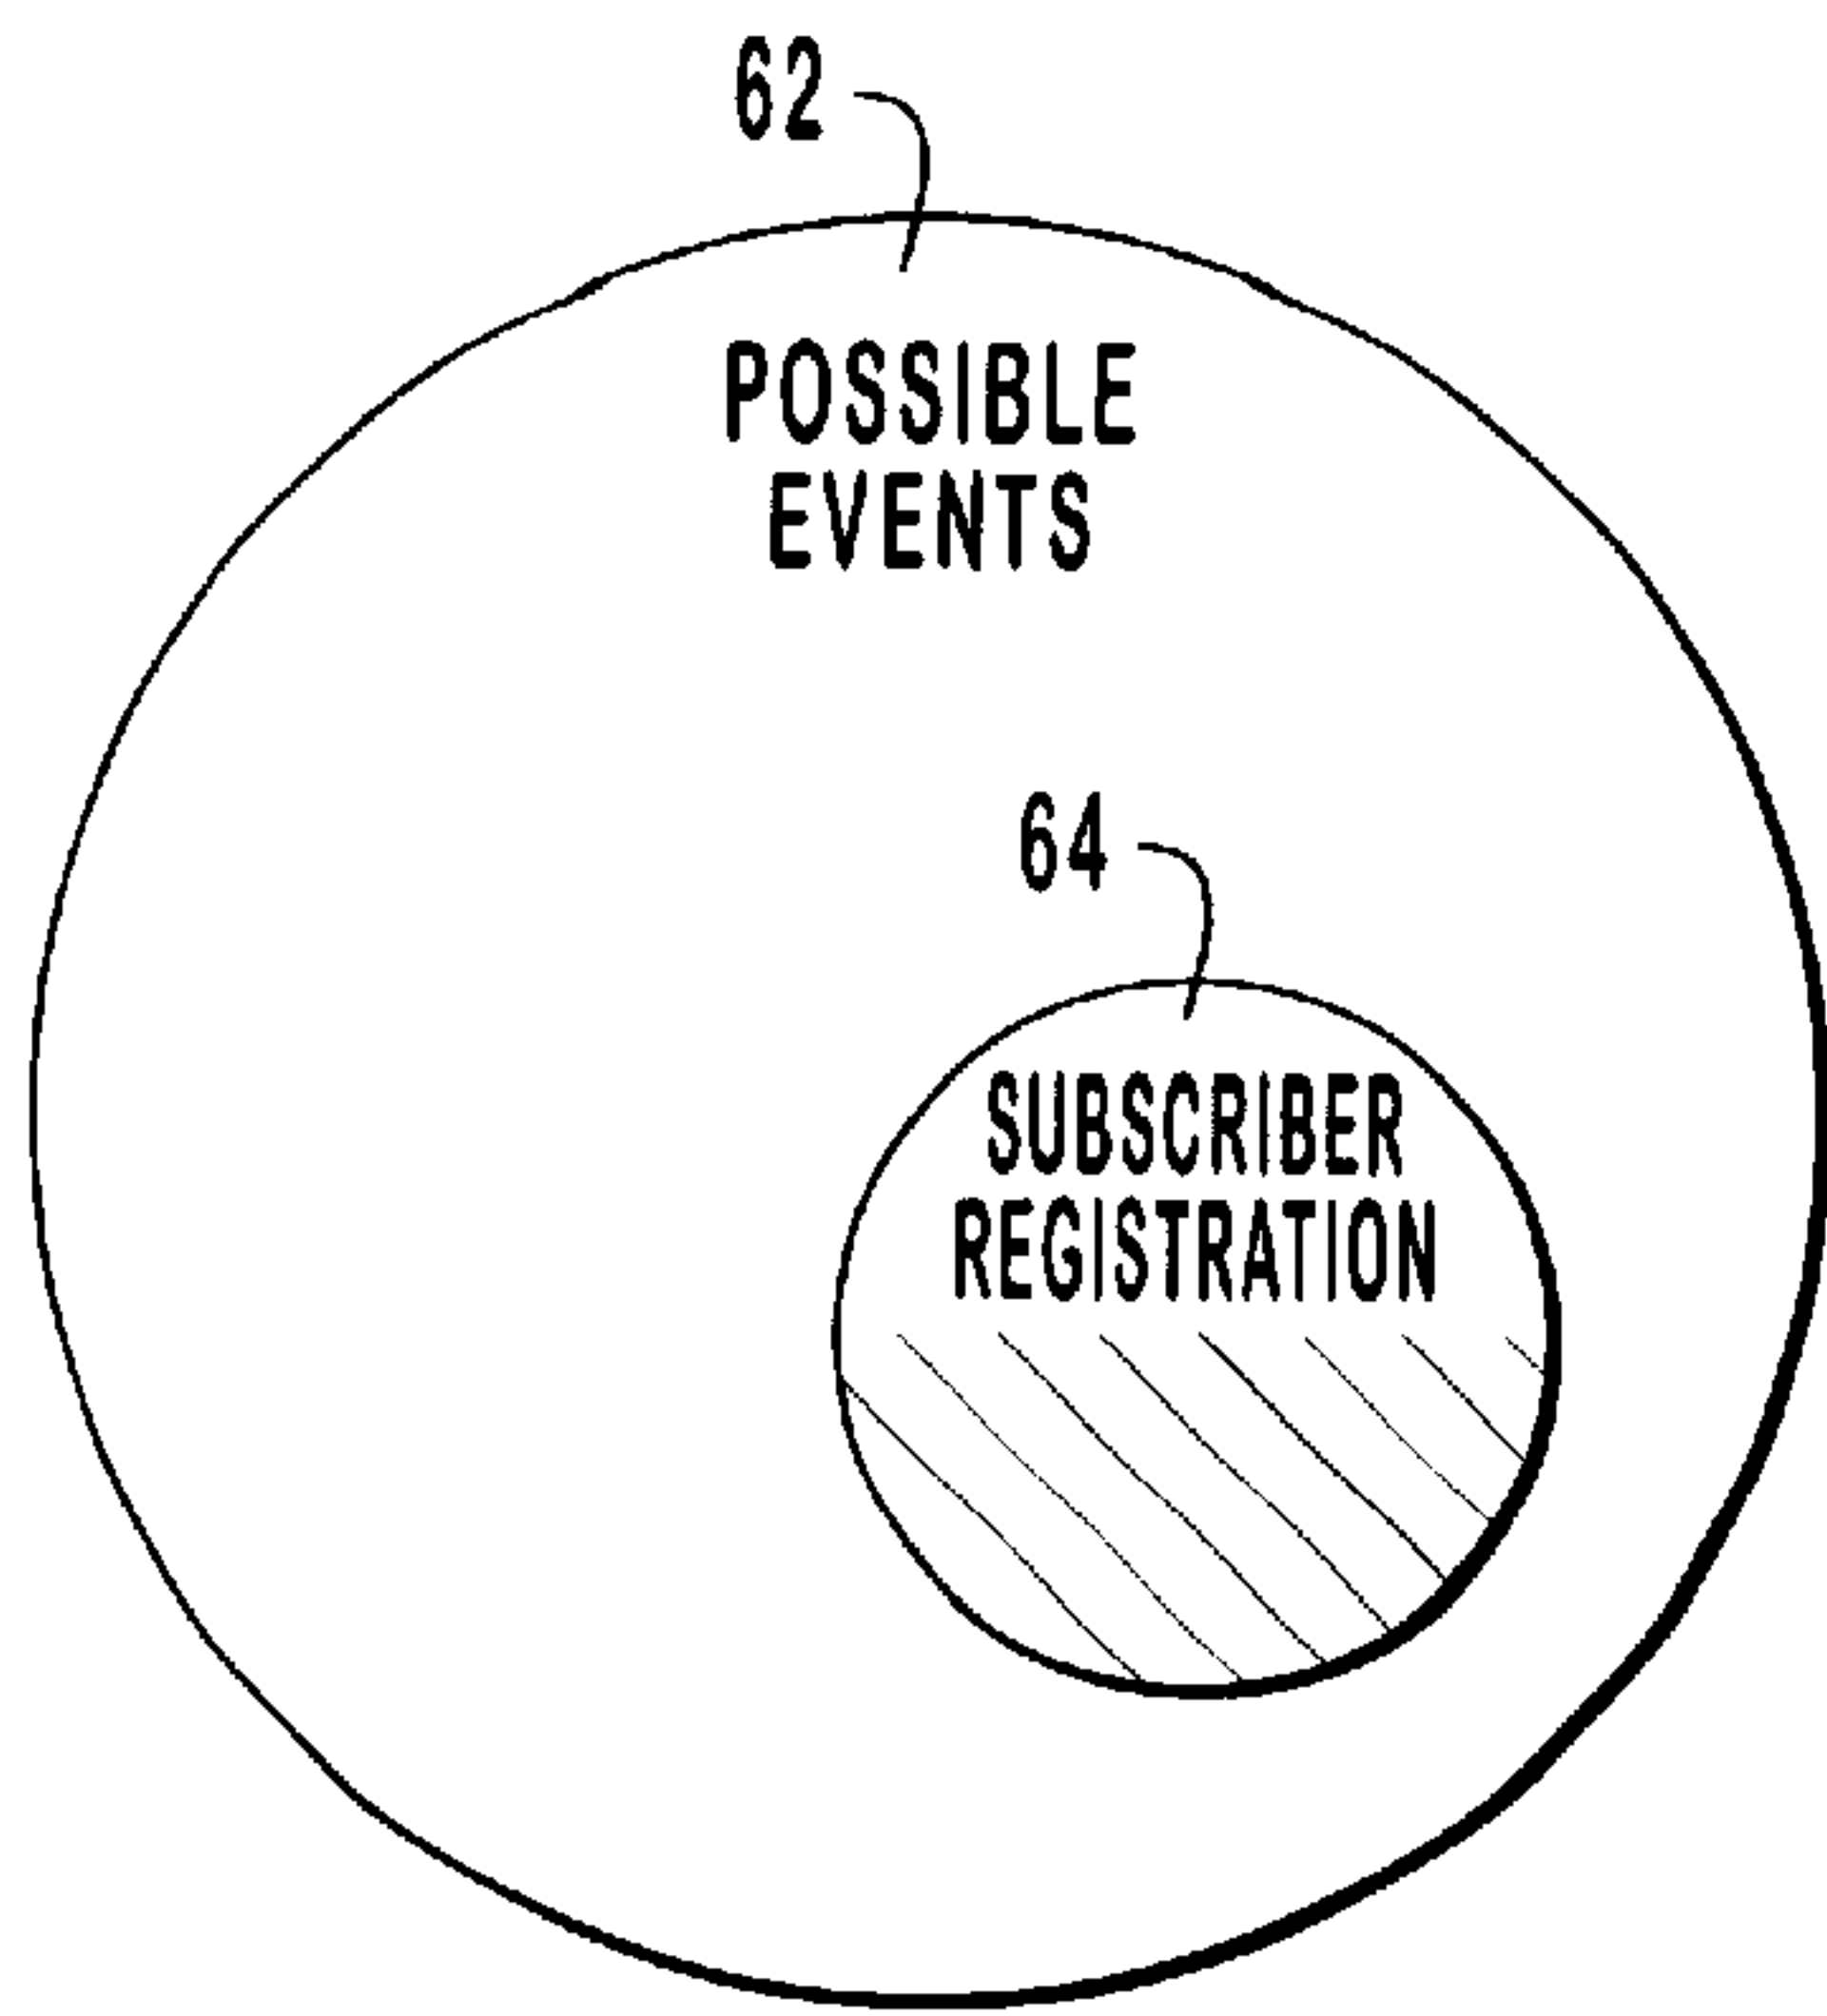 62
POSSIBLE
EVENTS
64
SUBSCRIBER
REGISTRATION